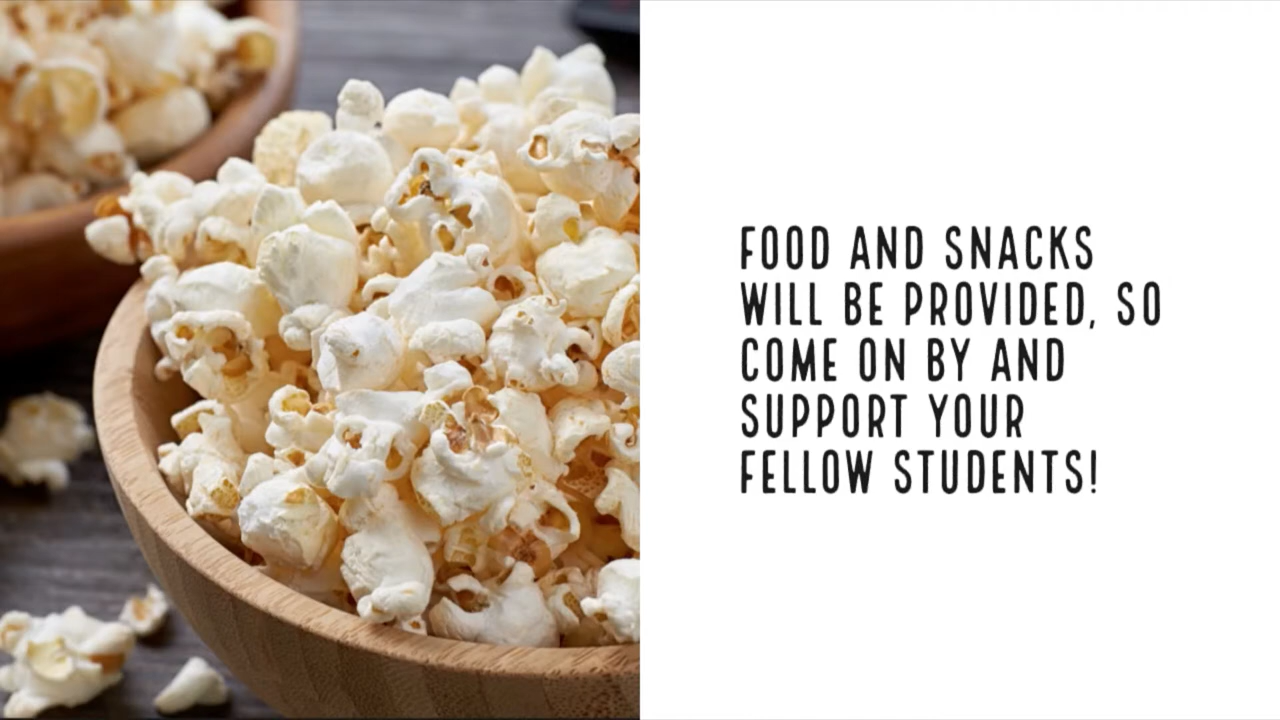 FOOD AND SNACKS
WILL BE PROVIDED, SO
COME ON BY AND
SUPPORT YOUR
FELLOW STUDENTS!